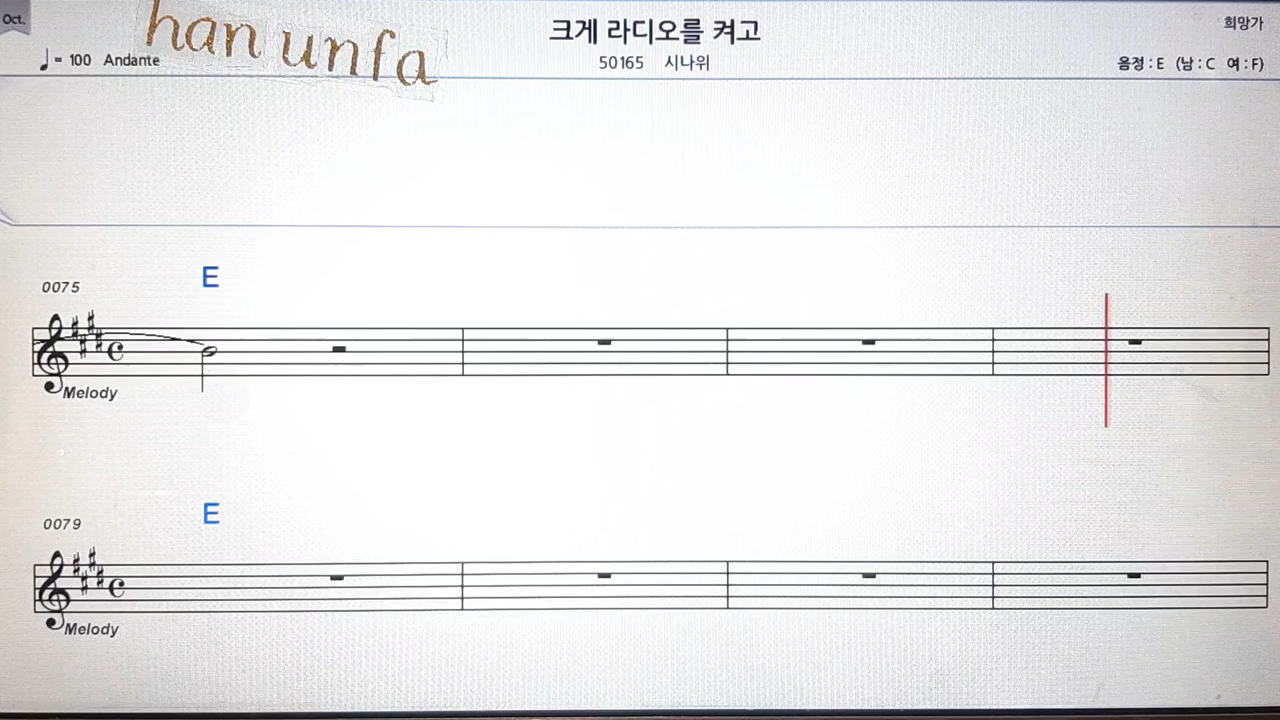 Oct.
han unfa
크게 라디오를 켜고
희망가
♩= 100 Andante
50165 시나위
음정 : E (남 : C 여 : F)
E
0075
Melody
E
0079
Melody